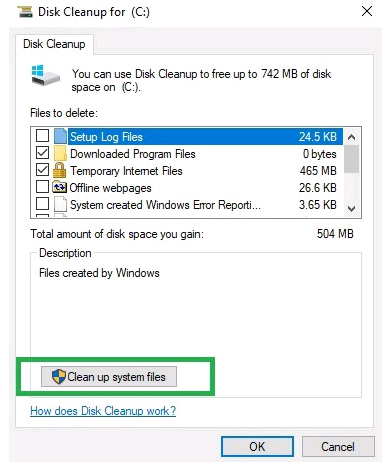 Disk Cleanup for (C:)
Disk Cleanup
You can use Disk Cleanup to free up to 742 MB of disk
space on (C:).
Files to delete:
Setup Log Files 24.5 KB
Downloaded Program Files 0 bytes
Temporary Internet Files 465 MB
Offline webpages 26.6 KB
System created Windows Error Reporti... 3.65 KB
Total amount of disk space you gain: 504 MB
Description
Files created by Windows
Clean up system files
How does Disk Cleanup work?
OK Cancel